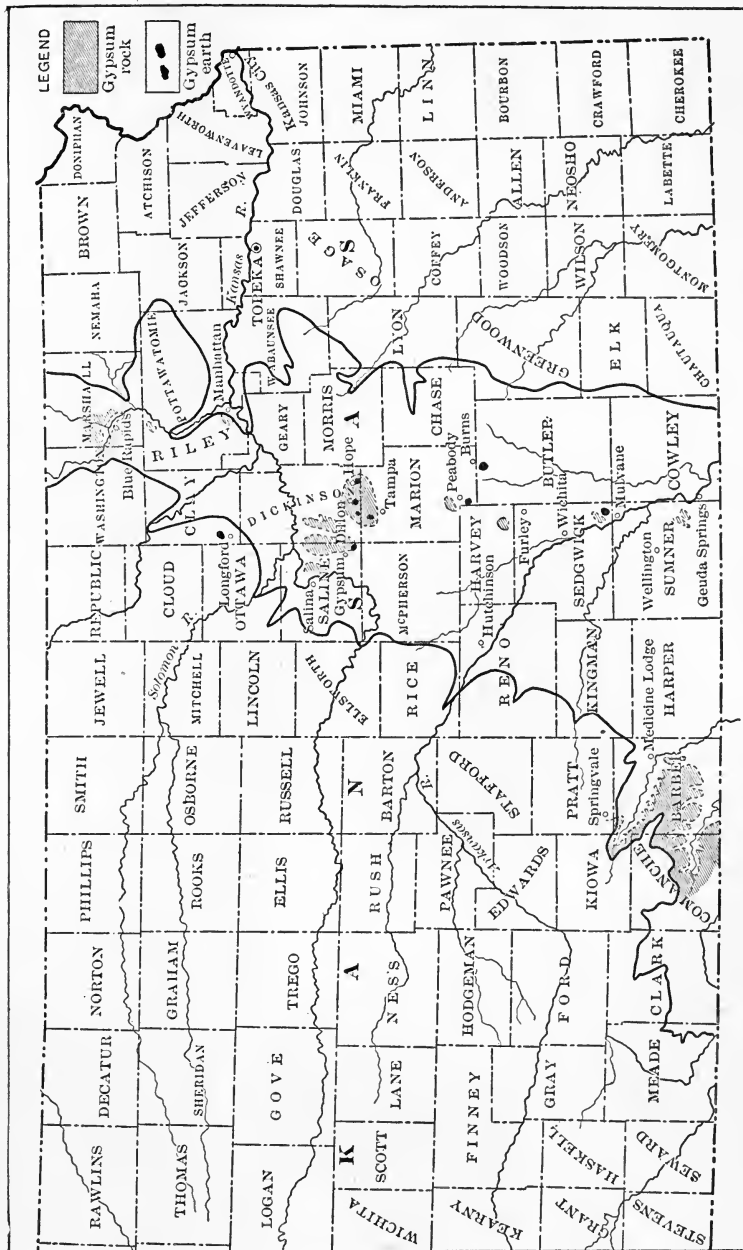 LEGEND
Gypsum
rock
Gypsum
earth
RAWLINS
DECATUR
NORTON
PHILLIPS
SMITH
JEWELL
REPUBLIC
WASHINGTON
MARSHALL
NEMAHA
BROWN
DONIPHAN
Blue Rapids
THOMAS
SHERIDAN
GRAHAM
ROOKS
OSBORNE
MITCHELL
Solomon R.
CLOUD
CLAY
RILEY
POTTAWATOMIE
Manhattan
JACKSON
ATCHISON
JEFFERSON
LEAVENWORTH
WYANDOTTE
Kansas City
LOGAN
GOVE
TREGO
ELLIS
RUSSELL
LINCOLN
OTTAWA
Longford
DICKINSON
GEARY
WABAUNSEE
TOPEKA
SHAWNEE
Kansas R.
DOUGLAS
JOHNSON
Salina
SALINE
Gypsum
Dillon
Hope
Tampa
ELLSWORTH
MORRIS
LYON
OSAGE
FRANKLIN
MIAMI
KANSAS
WICHITA
SCOTT
LANE
NESS
RUSH
BARTON
RICE
MCPHERSON
MARION
CHASE
COFFEY
ANDERSON
LINN
Peabody
Burns
KEARNY
FINNEY
HODGEMAN
PAWNEE
Arkansas R.
EDWARDS
STAFFORD
RENO
Hutchinson
HARVEY
Furley
BUTLER
GREENWOOD
WOODSON
ALLEN
BOURBON
GRANT
HASKELL
GRAY
FORD
KIOWA
PRATT
Springvale
KINGMAN
SEDGWICK
Wichita
Mulvane
ELK
WILSON
NEOSHO
CRAWFORD
STEVENS
SEWARD
MEADE
CLARK
COMANCHE
BARBER
Medicine Lodge
HARPER
Wellington
SUMNER
Geuda Springs
COWLEY
CHAUTAUQUA
MONTGOMERY
LABETTE
CHEROKEE